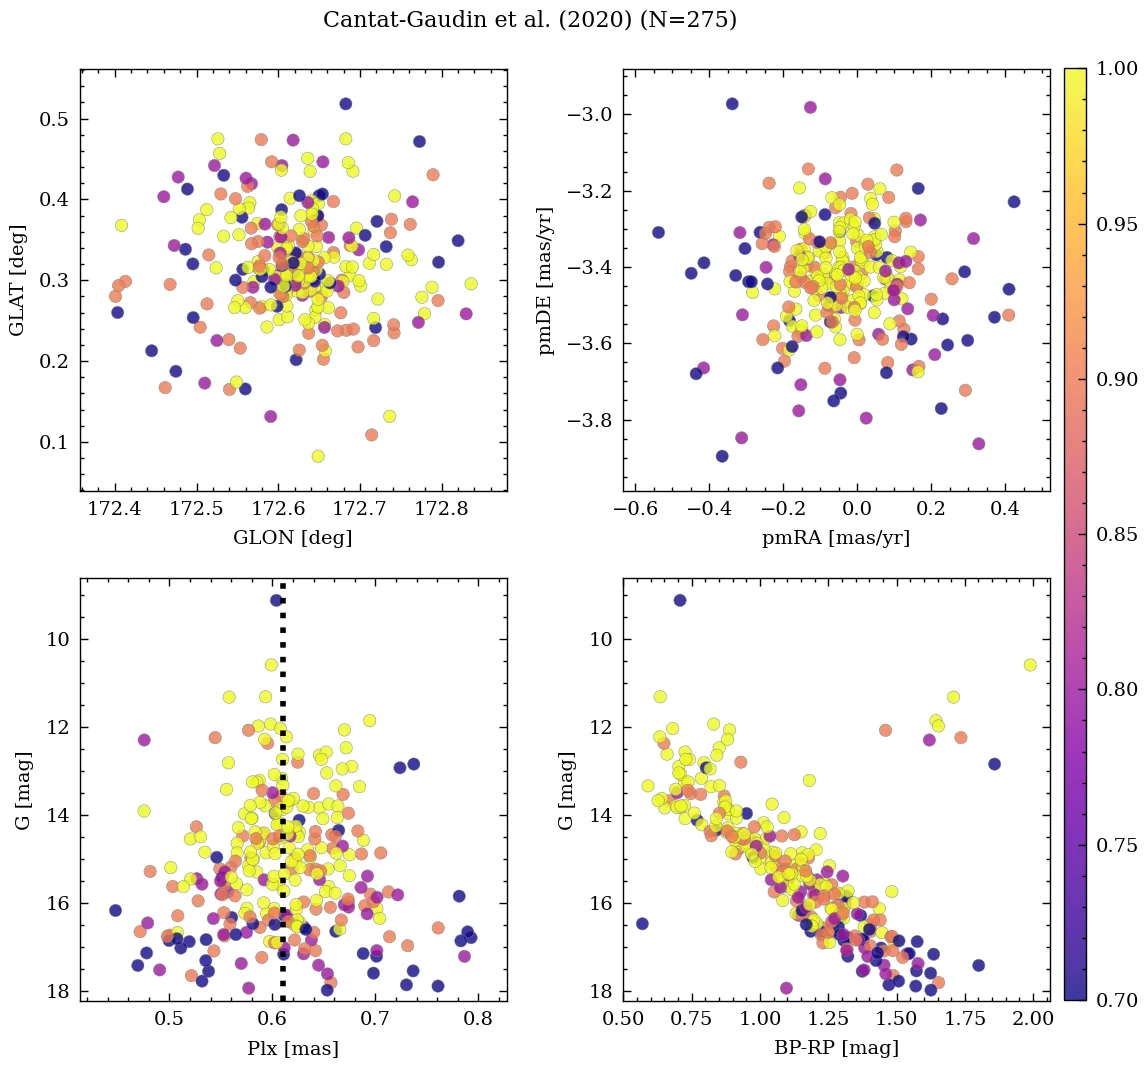 Cantat-Gaudin et al. (2020) (N=275)
0.5
0.4
0.3
0.2
0.1
GLAT [deg]
172.4 172.5 172.6 172.7 172.8
GLON [deg]
−3.0
−3.2
−3.4
−3.6
−3.8
pmDE [mas/yr]
−0.6 −0.4 −0.2 0.0 0.2 0.4
pmRA [mas/yr]
10
12
14
16
18
G [mag]
0.5 0.6 0.7 0.8
Plx [mas]
10
12
14
16
18
G [mag]
0.50 0.75 1.00 1.25 1.50 1.75 2.00
BP-RP [mag]
1.00
0.95
0.90
0.85
0.80
0.75
0.70